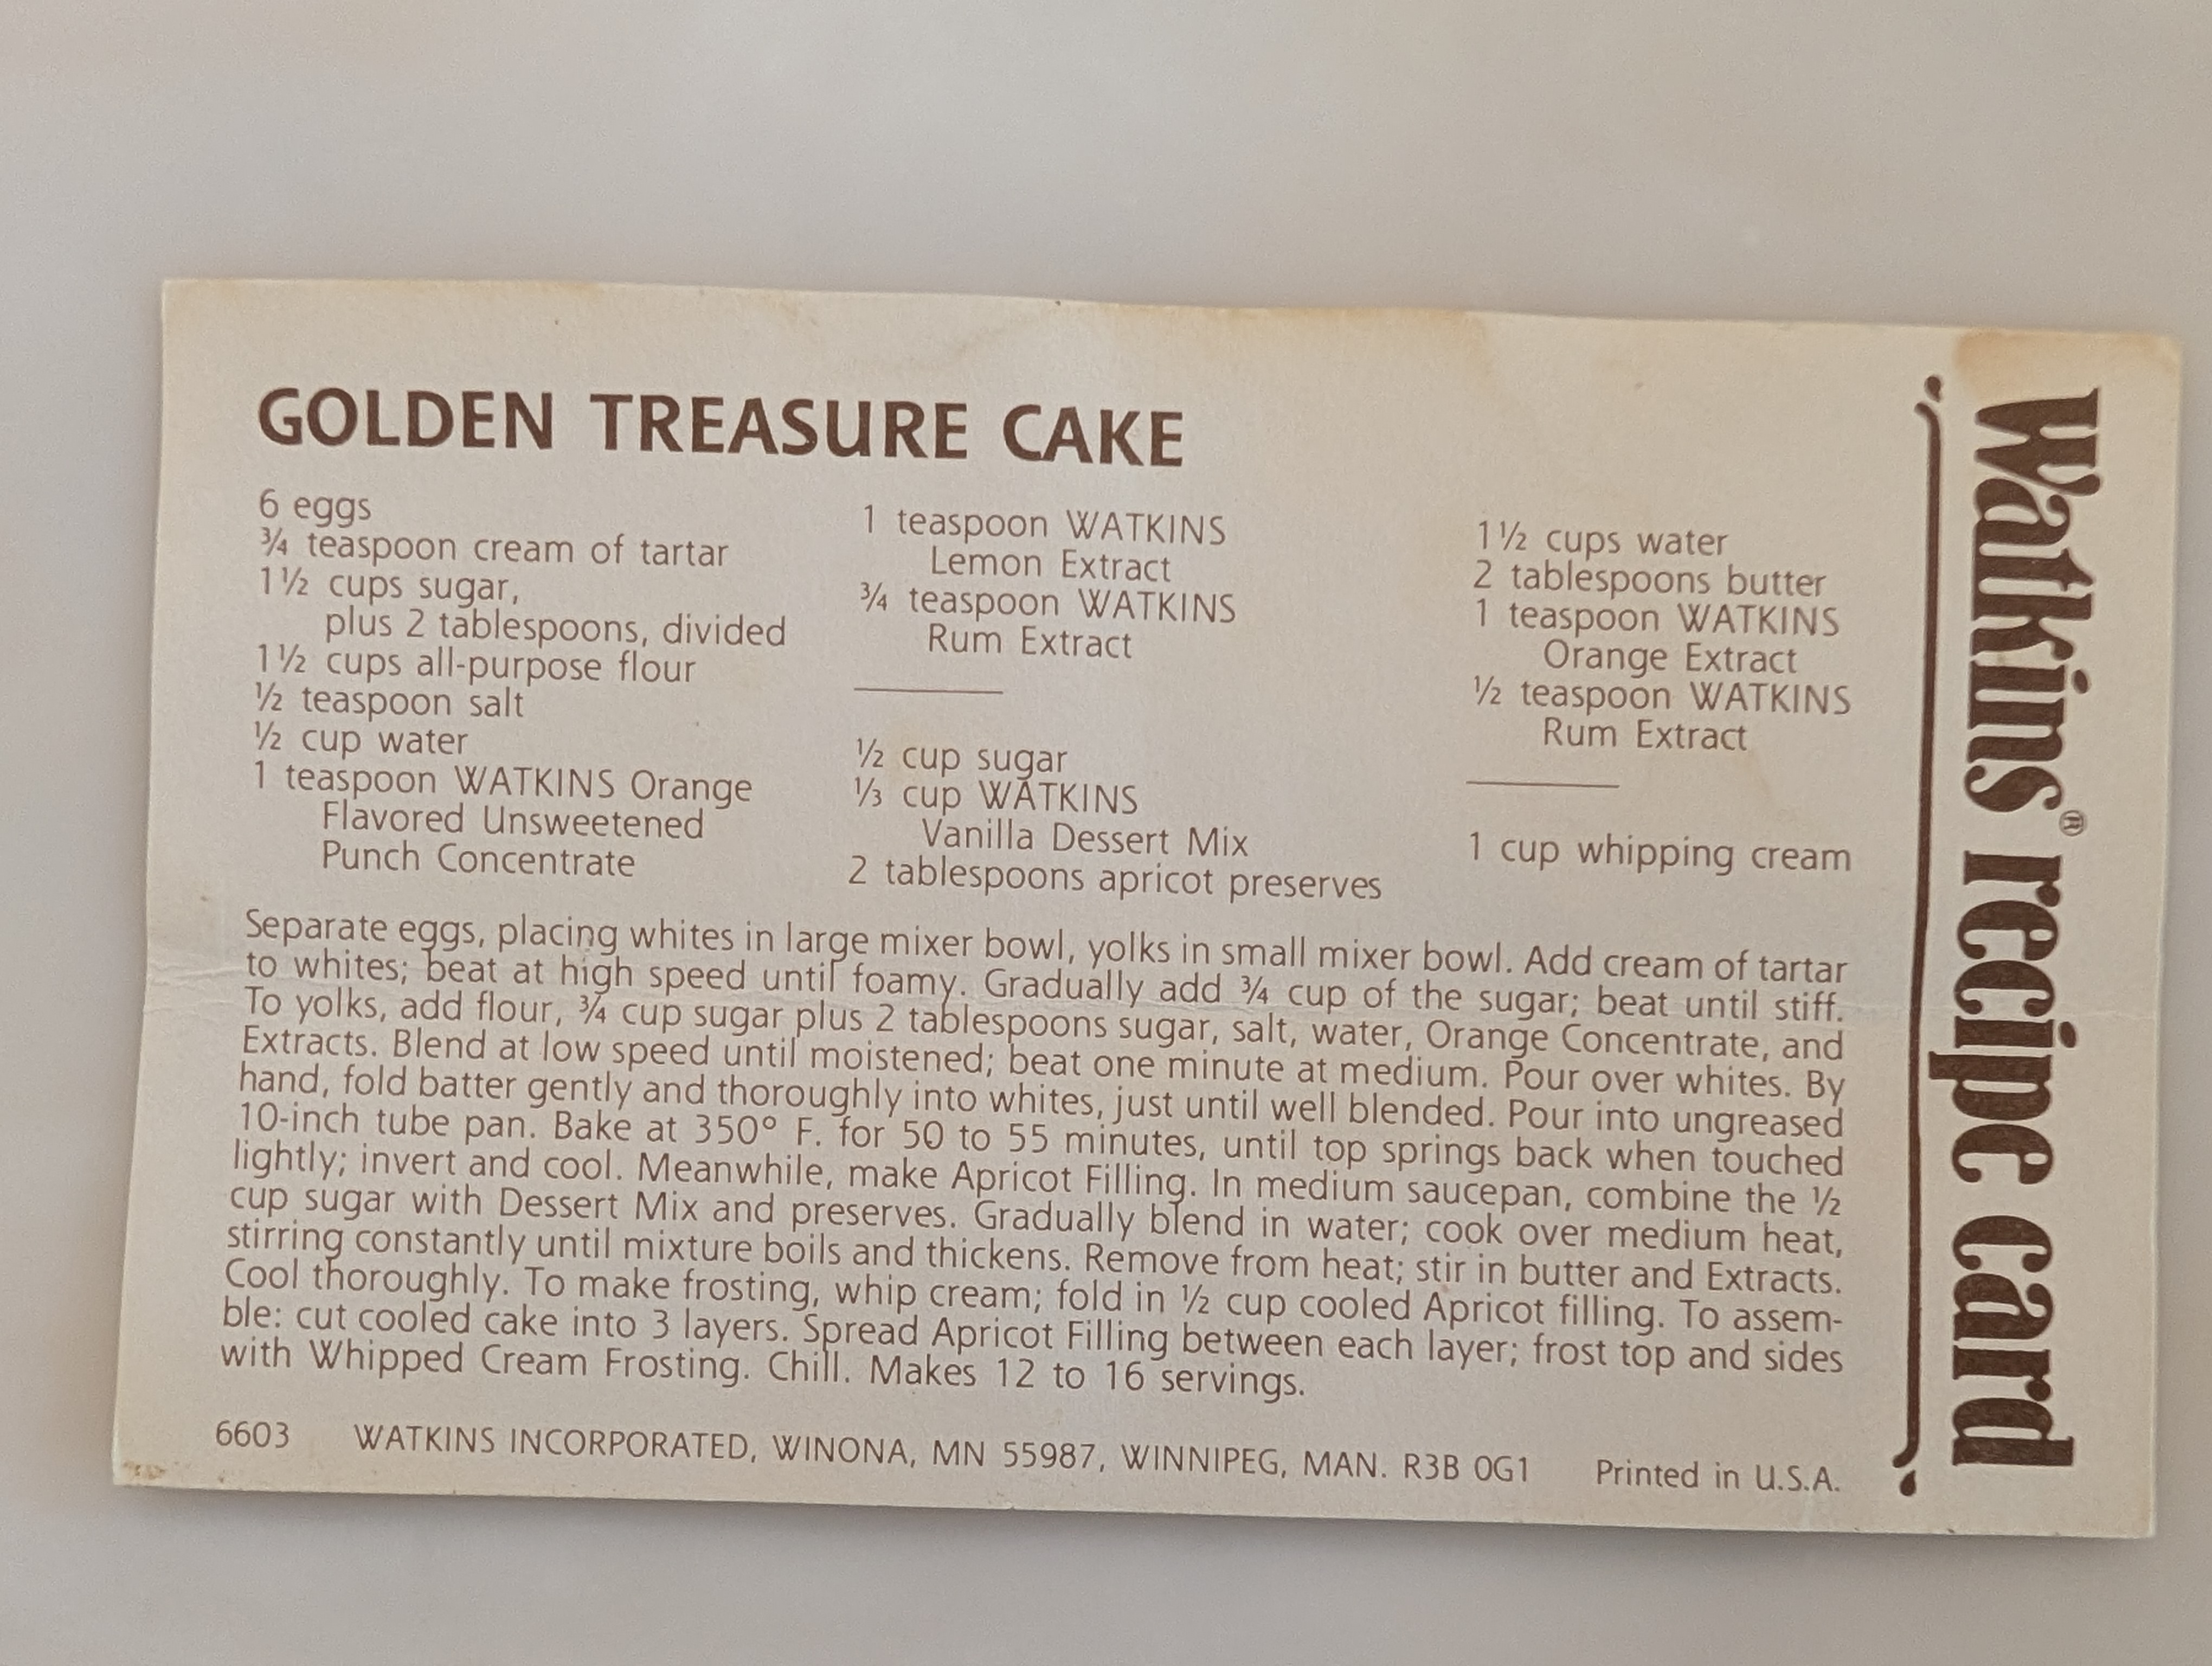 GOLDEN TREASURE CAKE
6 eggs
¾ teaspoon cream of tartar
1½ cups sugar,
plus 2 tablespoons, divided
1½ cups all-purpose flour
½ teaspoon salt
½ cup water
1 teaspoon WATKINS Orange
Flavored Unsweetened
Punch Concentrate
1 teaspoon WATKINS
Lemon Extract
¾ teaspoon WATKINS
Rum Extract
½ cup sugar
⅓ cup WATKINS
Vanilla Dessert Mix
2 tablespoons apricot preserves
1½ cups water
2 tablespoons butter
1 teaspoon WATKINS
Orange Extract
½ teaspoon WATKINS
Rum Extract
1 cup whipping cream
Separate eggs, placing whites in large mixer bowl, yolks in small mixer bowl. Add cream of tartar
to whites; beat at high speed until foamy. Gradually add ¾ cup of the sugar; beat until stiff.
To yolks, add flour, ¾ cup sugar plus 2 tablespoons sugar, salt, water, Orange Concentrate, and
Extracts. Blend at low speed until moistened; beat one minute at medium. Pour over whites. By
hand, fold batter gently and thoroughly into whites, just until well blended. Pour into ungreased
10-inch tube pan. Bake at 350° F. for 50 to 55 minutes, until top springs back when touched
lightly; invert and cool. Meanwhile, make Apricot Filling. In medium saucepan, combine the ½
cup sugar with Dessert Mix and preserves. Gradually blend in water; cook over medium heat,
stirring constantly until mixture boils and thickens. Remove from heat; stir in butter and Extracts.
Cool thoroughly. To make frosting, whip cream; fold in ½ cup cooled Apricot filling. To assem-
ble: cut cooled cake into 3 layers. Spread Apricot Filling between each layer; frost top and sides
with Whipped Cream Frosting. Chill. Makes 12 to 16 servings.
6603 WATKINS INCORPORATED, WINONA, MN 55987, WINNIPEG, MAN. R3B 0G1 Printed in U.S.A.
Watkins® recipe card